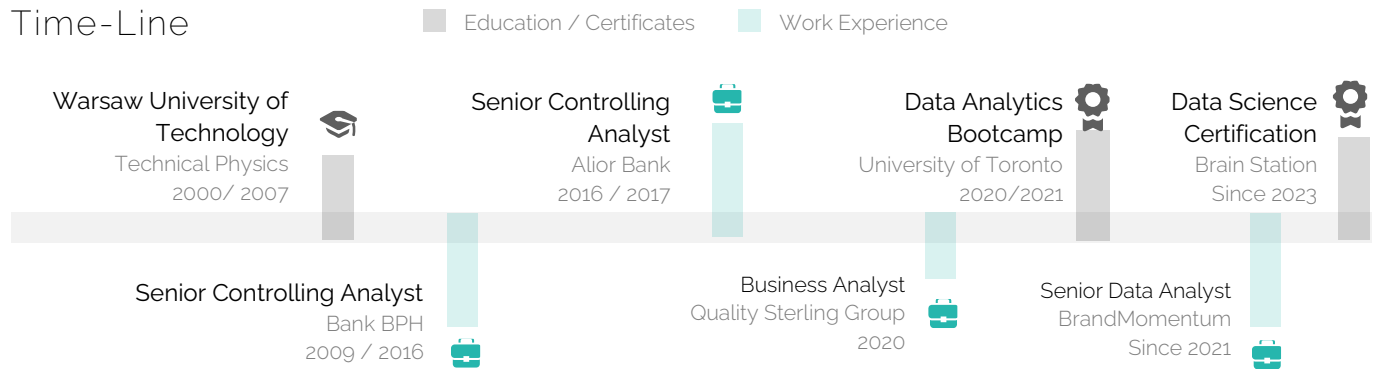 Time-Line
Education / Certificates
Work Experience
Warsaw University of
Technology
Technical Physics
2000/ 2007
Senior Controlling
Analyst
Alior Bank
2016 / 2017
Data Analytics
Bootcamp
University of Toronto
2020/2021
Data Science
Certification
Brain Station
Since 2023
Senior Controlling Analyst
Bank BPH
2009 / 2016
Business Analyst
Quality Sterling Group
2020
Senior Data Analyst
BrandMomentum
Since 2021